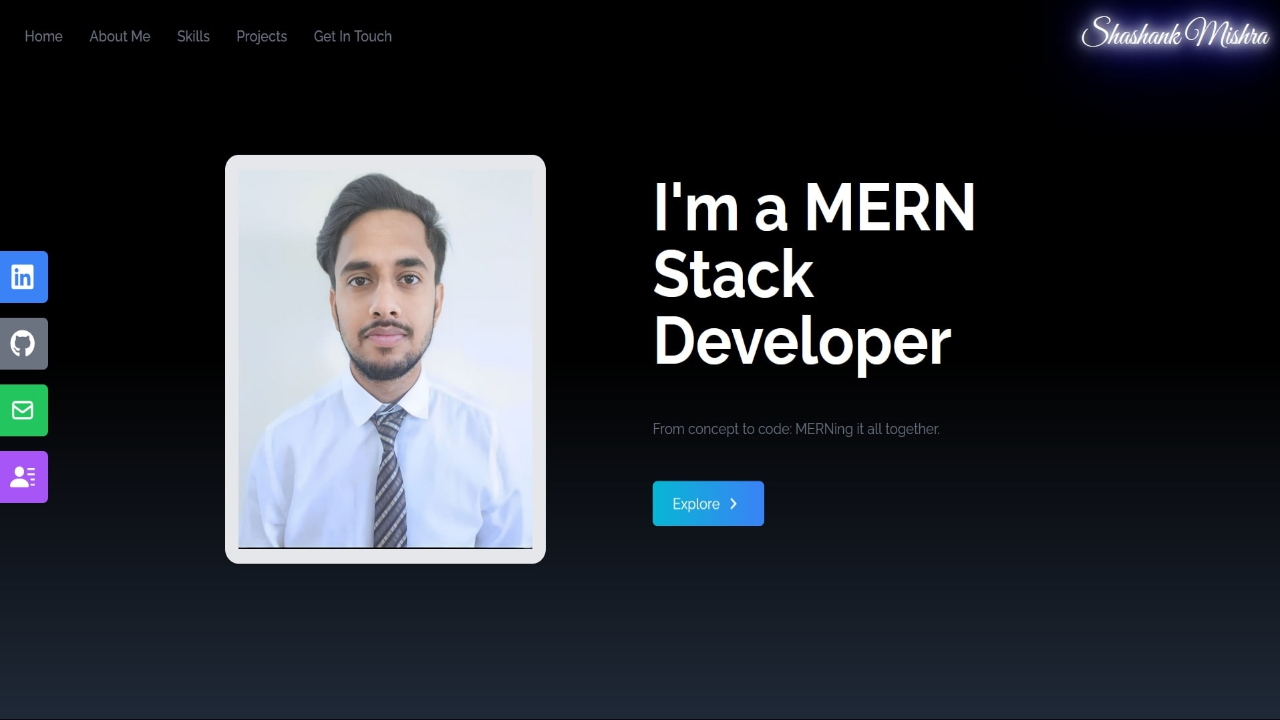 Home About Me Skills Projects Get In Touch
Shashank Mishra
in
I'm a MERN
Stack
Developer
From concept to code: MERNing it all together.
Explore